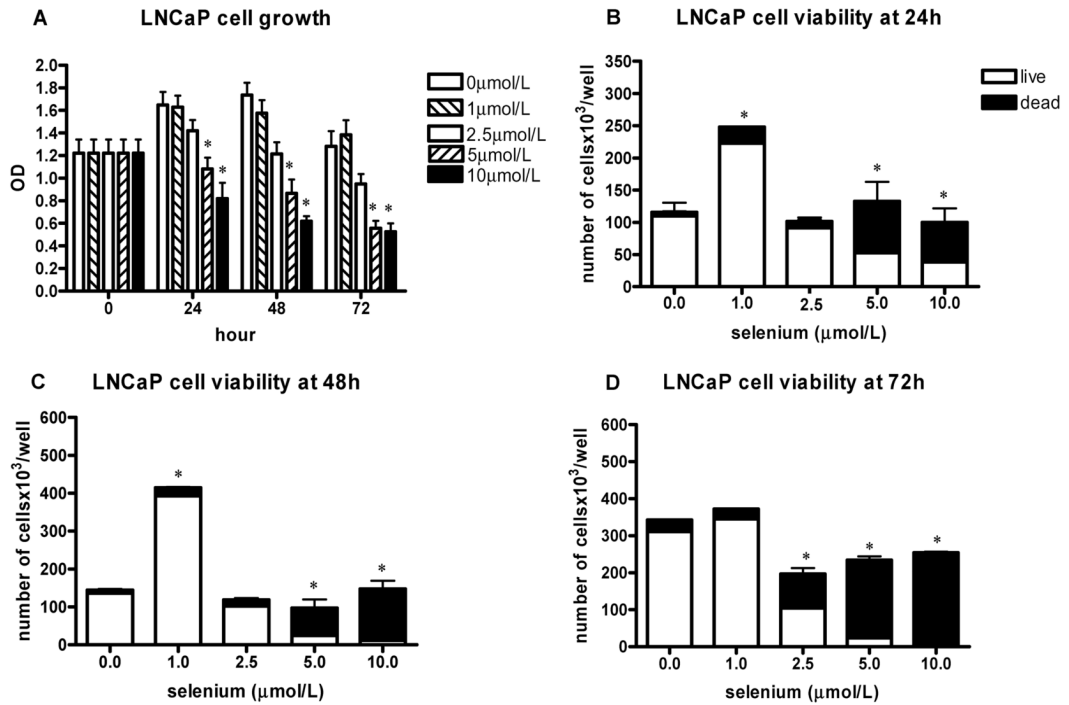 A LNCaP cell growth
2.0
1.8
1.6
1.4
1.2
1.0
0.8
0.6
0.4
0.2
0.0
OD
0 24 48 72
hour
0μmol/L
1μmol/L
2.5μmol/L
5μmol/L
10μmol/L
* * * * * *
B LNCaP cell viability at 24h
350
300
250
200
150
100
50
0
number of cellsx10³/well
* * *
0.0 1.0 2.5 5.0 10.0
selenium (μmol/L)
live
dead
C LNCaP cell viability at 48h
600
500
400
300
200
100
0
number of cellsx10³/well
* * *
0.0 1.0 2.5 5.0 10.0
selenium (μmol/L)
D LNCaP cell viability at 72h
600
500
400
300
200
100
0
number of cellsx10³/well
* * *
0.0 1.0 2.5 5.0 10.0
selenium (μmol/L)